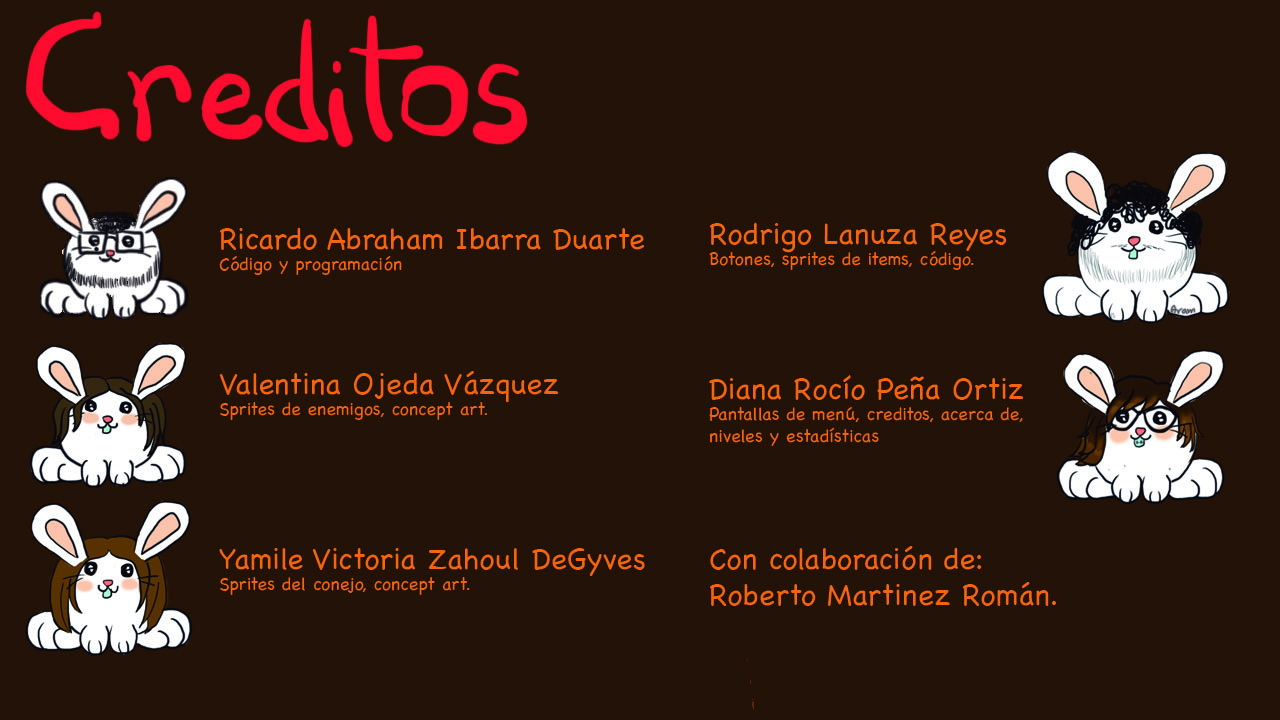 Creditos
Ricardo Abraham Ibarra Duarte
Código y programación
Valentina Ojeda Vázquez
Sprites de enemigos, concept art.
Yamile Victoria Zahoul DeGyves
Sprites del conejo, concept art.
Rodrigo Lanuza Reyes
Botones, sprites de items, código.
Diana Rocío Peña Ortiz
Pantallas de menú, creditos, acerca de,
niveles y estadísticas
Con colaboración de:
Roberto Martinez Román.